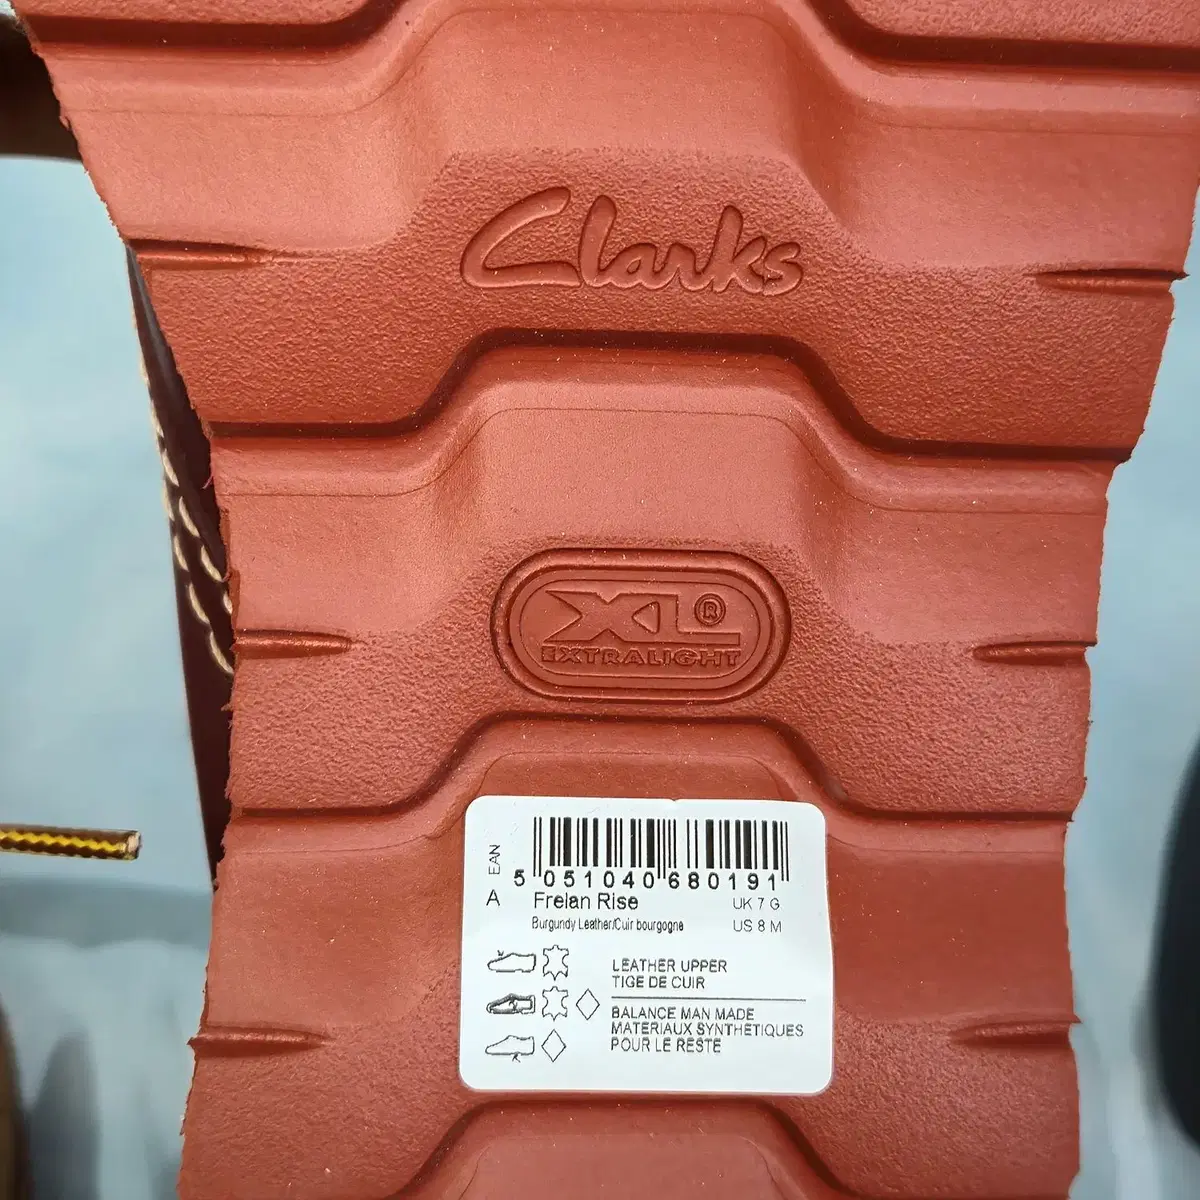 Clarks
XL®
EXTRALIGHT
EAN
5 051040 680191
A Frelan Rise UK 7 G
Burgundy Leather/Cuir bourgogne US 8 M
LEATHER UPPER
TIGE DE CUIR
BALANCE MAN MADE
MATERIAUX SYNTHETIQUES
POUR LE RESTE